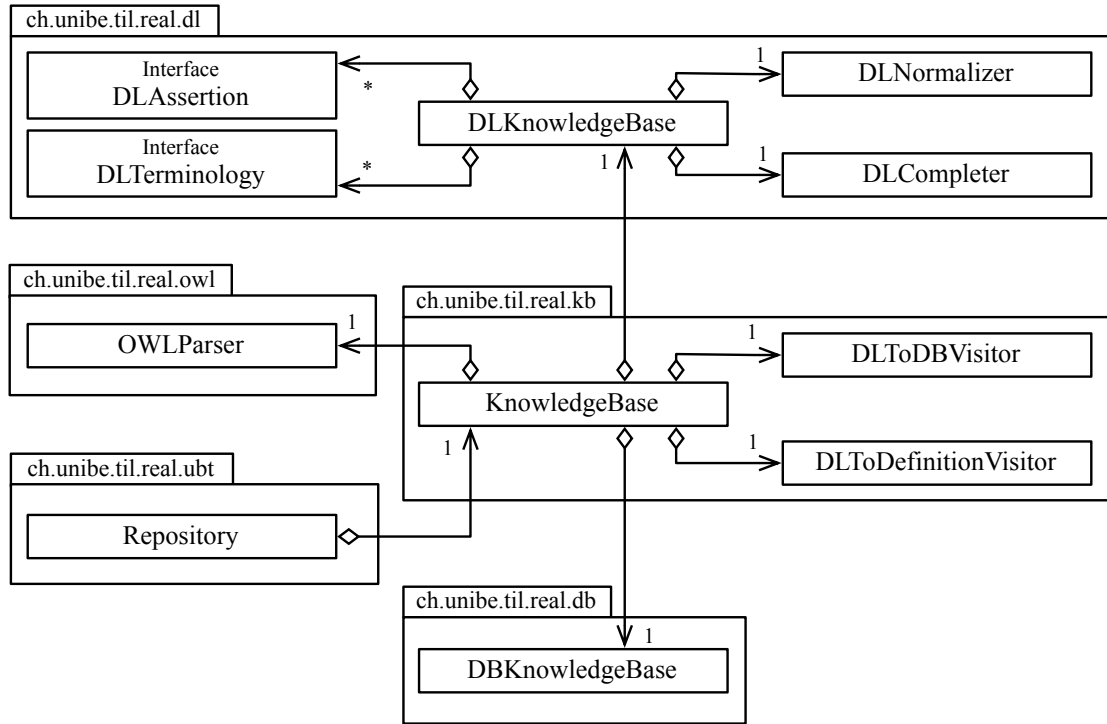 ch.unibe.til.real.dl
Interface
DLAssertion
*
Interface
DLTerminology
*
DLKnowledgeBase
1
DLNormalizer
1
DLCompleter
1
ch.unibe.til.real.owl
OWLParser
1
ch.unibe.til.real.kb
KnowledgeBase
1
DLToDBVisitor
1
DLToDefinitionVisitor
1
ch.unibe.til.real.ubt
Repository
ch.unibe.til.real.db
1
DBKnowledgeBase